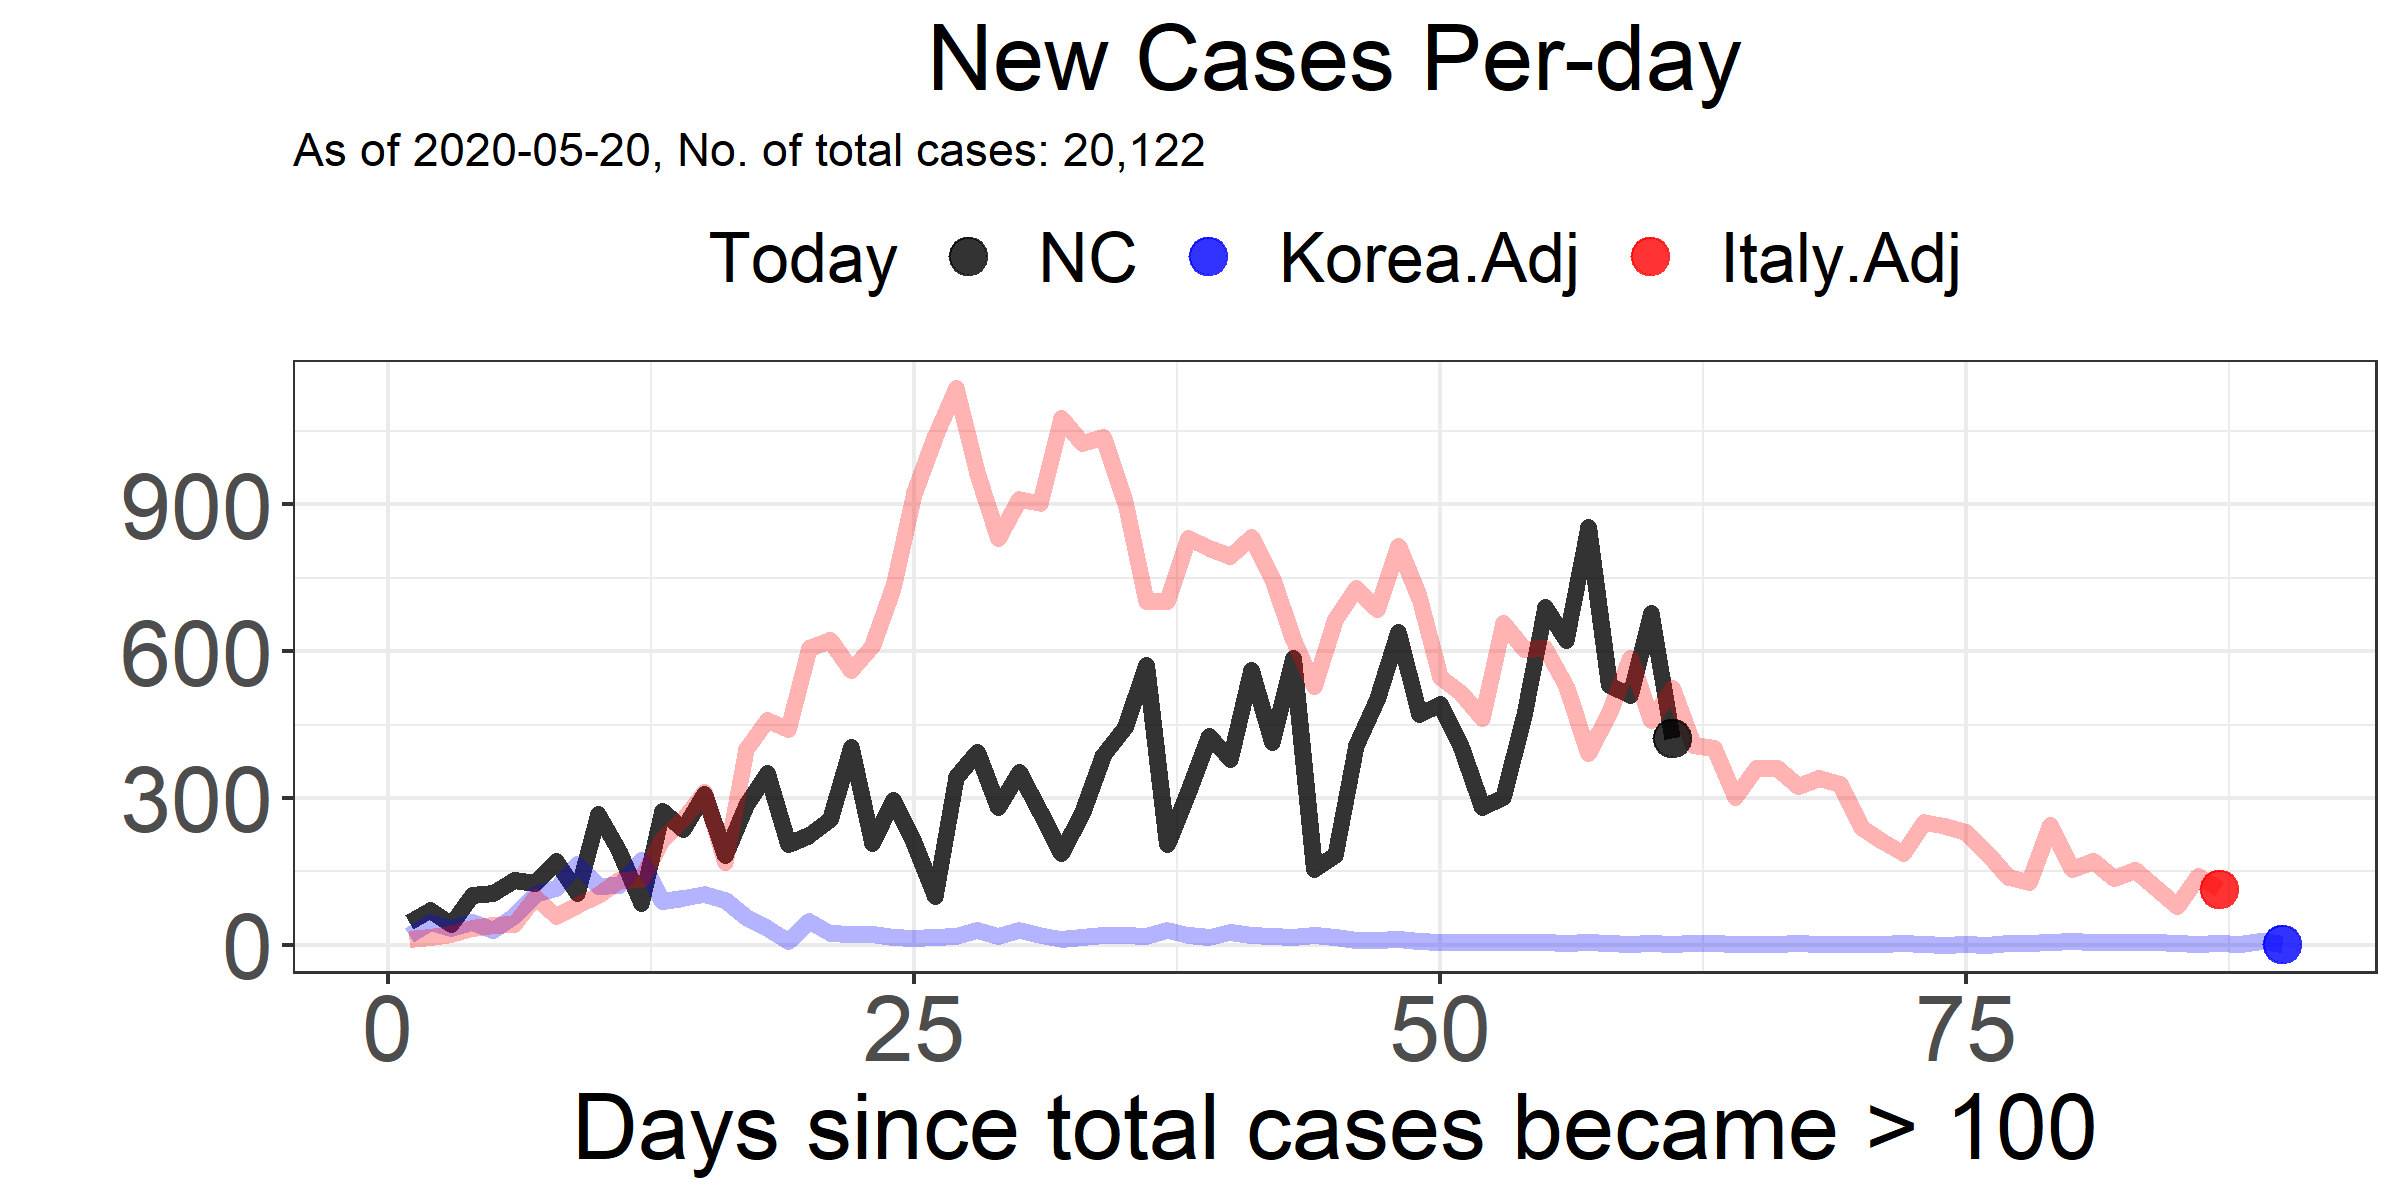 New Cases Per-day
As of 2020-05-20, No. of total cases: 20,122
Today NC Korea.Adj Italy.Adj
900
600
300
0
0 25 50 75
Days since total cases became > 100